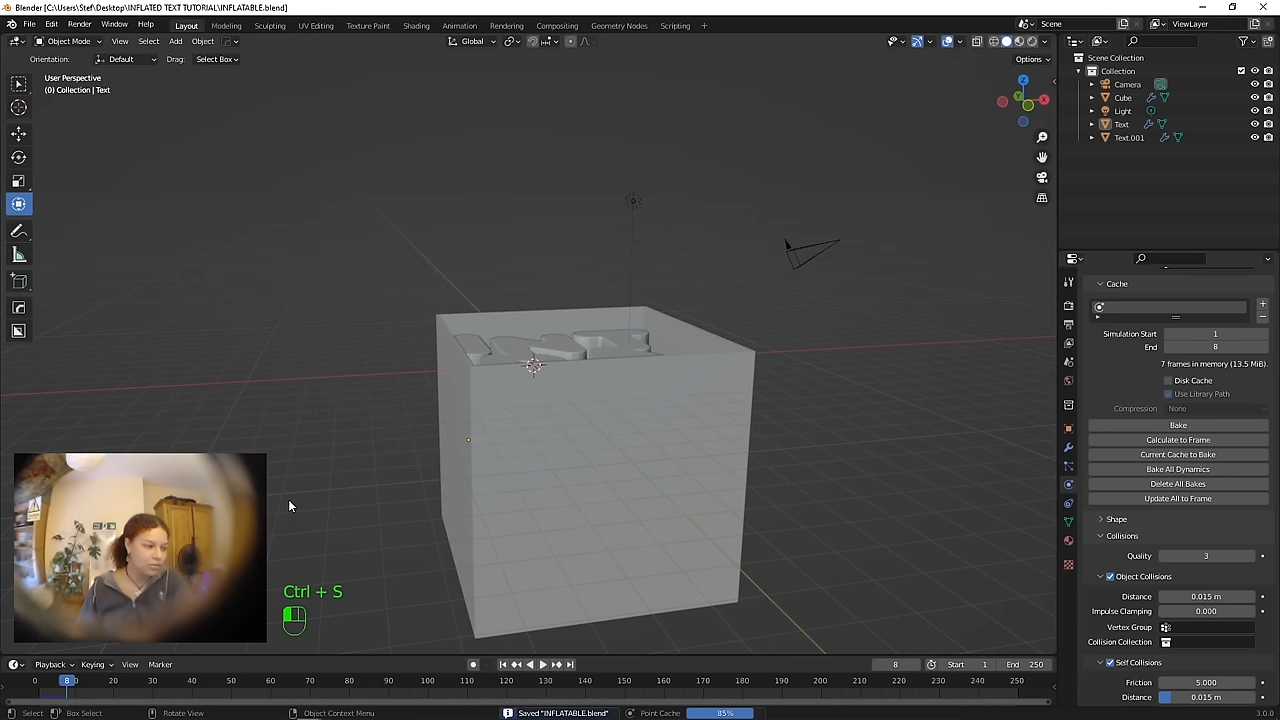 Blender [C:\Users\Stef\Desktop\INFLATED TEXT TUTORIAL\INFLATABLE.blend]
File Edit Render Window Help Layout Modeling Sculpting UV Editing Texture Paint Shading Animation Rendering Compositing Geometry Nodes Scripting + Scene ViewLayer
Object Mode View Select Add Object Global
Orientation: Default Drag: Select Box Options
User Perspective
(0) Collection | Text
Z
Y
X
Scene Collection
Collection
Camera
Cube
Light
Text
Text.001
Cache
Simulation Start 1
End 8
7 frames in memory (13.5 MiB).
Disk Cache
Use Library Path
Compression: None
Bake
Calculate to Frame
Current Cache to Bake
Bake All Dynamics
Delete All Bakes
Update All to Frame
Shape
Collisions
Quality 3
Object Collisions
Distance 0.015 m
Impulse Clamping 0.000
Vertex Group
Collision Collection
Self Collisions
Friction 5.000
Distance 0.015 m
Ctrl + S
Playback Keying View Marker 8 Start 1 End 250
0 8 20 30 40 50 60 70 80 90 100 110 120 130 140 150 160 170 180 190 200 210 220 230 240 250
Select Box Select Rotate View Object Context Menu Saved "INFLATABLE.blend" Point Cache 85% 3.0.0